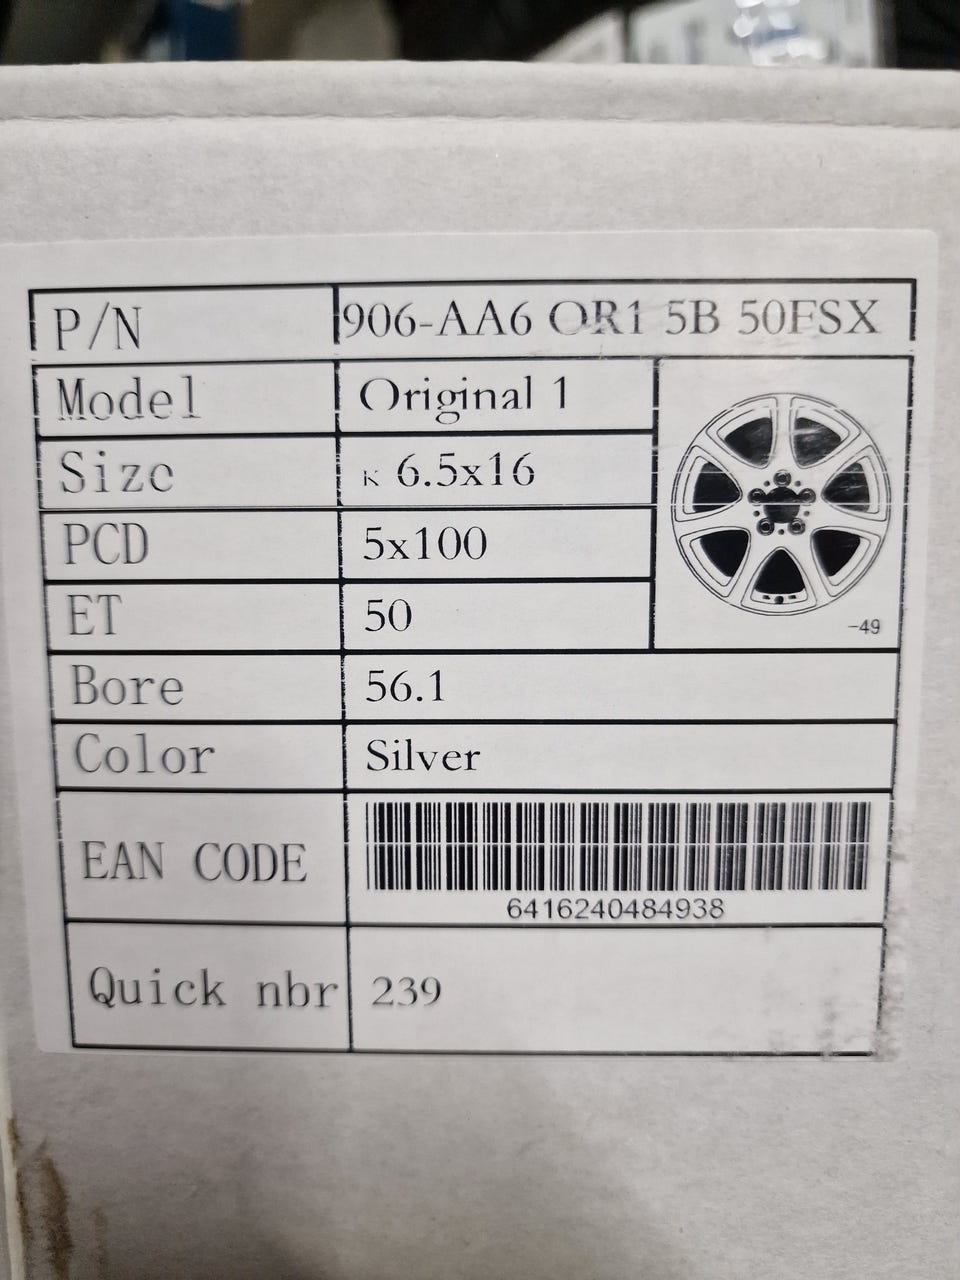 P/N 906-AA6 OR1 5B 50FSX
Model Original 1
Size K 6.5x16
PCD 5x100
ET 50
-49
Bore 56.1
Color Silver
EAN CODE
6416240484938
Quick nbr 239